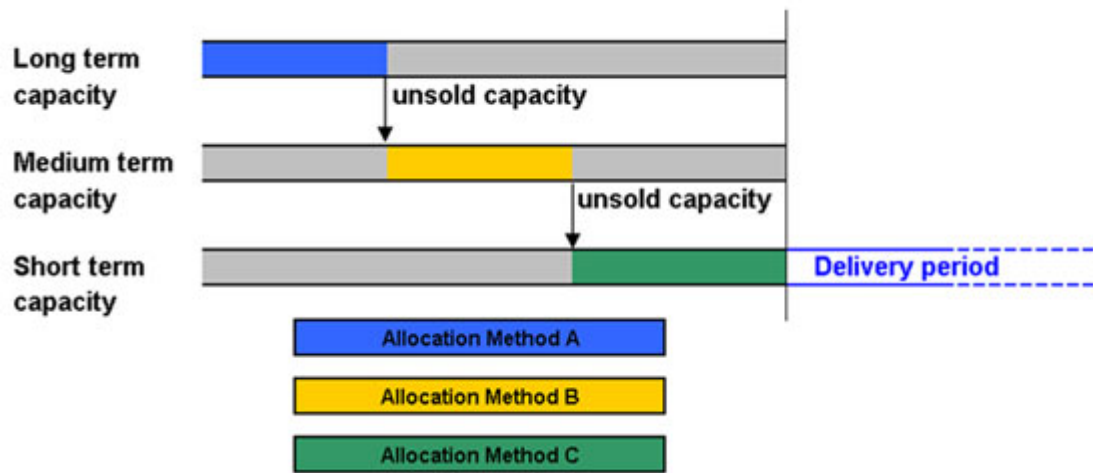 Long term
capacity
unsold capacity
Medium term
capacity
unsold capacity
Short term
capacity
Delivery period
Allocation Method A
Allocation Method B
Allocation Method C